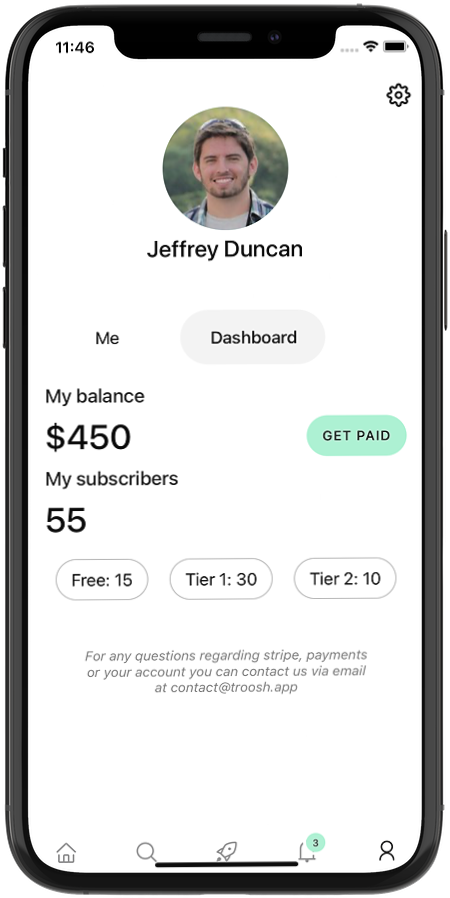 11:46
Jeffrey Duncan
Me
Dashboard
My balance
$450
GET PAID
My subscribers
55
Free: 15
Tier 1: 30
Tier 2: 10
For any questions regarding stripe, payments
or your account you can contact us via email
at contact@troosh.app
3